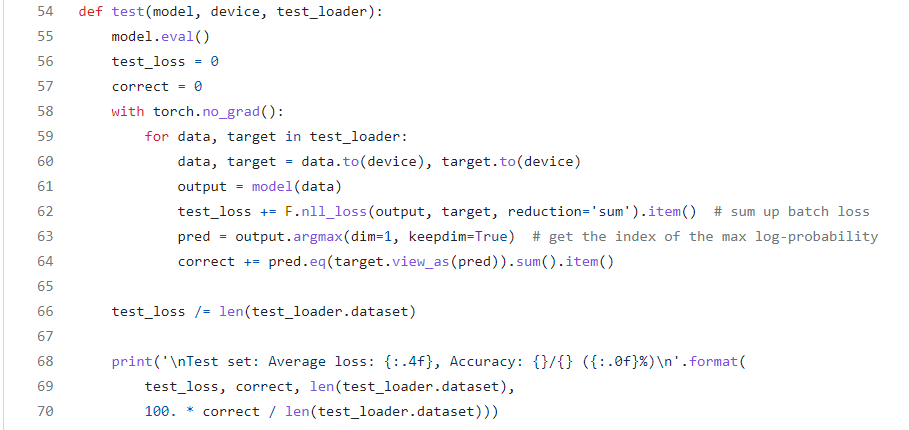 54 def test(model, device, test_loader):
55     model.eval()
56     test_loss = 0
57     correct = 0
58     with torch.no_grad():
59         for data, target in test_loader:
60             data, target = data.to(device), target.to(device)
61             output = model(data)
62             test_loss += F.nll_loss(output, target, reduction='sum').item()  # sum up batch loss
63             pred = output.argmax(dim=1, keepdim=True)  # get the index of the max log-probability
64             correct += pred.eq(target.view_as(pred)).sum().item()
65
66     test_loss /= len(test_loader.dataset)
67
68     print('\nTest set: Average loss: {:.4f}, Accuracy: {}/{} ({:.0f}%)\n'.format(
69         test_loss, correct, len(test_loader.dataset),
70         100. * correct / len(test_loader.dataset)))